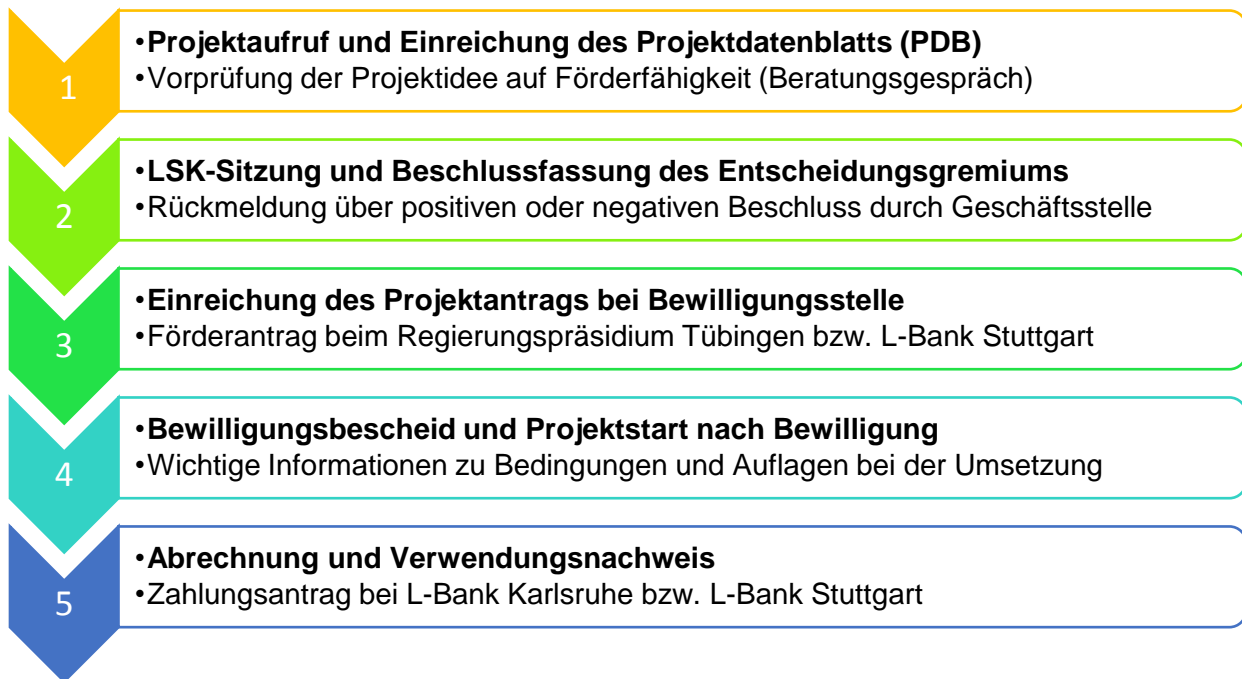 1
•Projektaufruf und Einreichung des Projektdatenblatts (PDB)
•Vorprüfung der Projektidee auf Förderfähigkeit (Beratungsgespräch)
2
•LSK-Sitzung und Beschlussfassung des Entscheidungsgremiums
•Rückmeldung über positiven oder negativen Beschluss durch Geschäftsstelle
3
•Einreichung des Projektantrags bei Bewilligungsstelle
•Förderantrag beim Regierungspräsidium Tübingen bzw. L-Bank Stuttgart
4
•Bewilligungsbescheid und Projektstart nach Bewilligung
•Wichtige Informationen zu Bedingungen und Auflagen bei der Umsetzung
5
•Abrechnung und Verwendungsnachweis
•Zahlungsantrag bei L-Bank Karlsruhe bzw. L-Bank Stuttgart